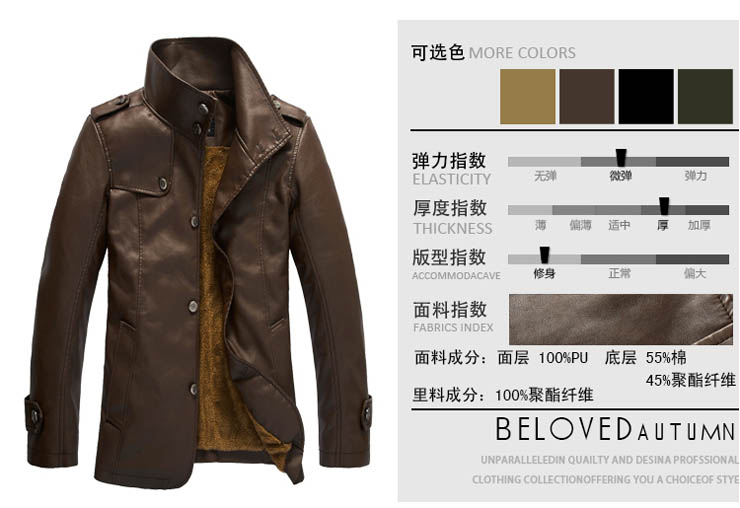 可选色 MORE COLORS
弹力指数
ELASTICITY
无弹 微弹 弹力
厚度指数
THICKNESS
薄 偏薄 适中 厚 加厚
版型指数
ACCOMMODACAVE
修身 正常 偏大
面料指数
FABRICS INDEX
面料成分: 面层 100%PU 底层 55%棉
45%聚酯纤维
里料成分: 100%聚酯纤维
BELOVEDAUTUMN
UNPARALLELEDIN QUAILTY AND DESINA PROFSSIONAL
CLOTHING COLLECTIONOFFERING YOU A CHOICEOF STYE